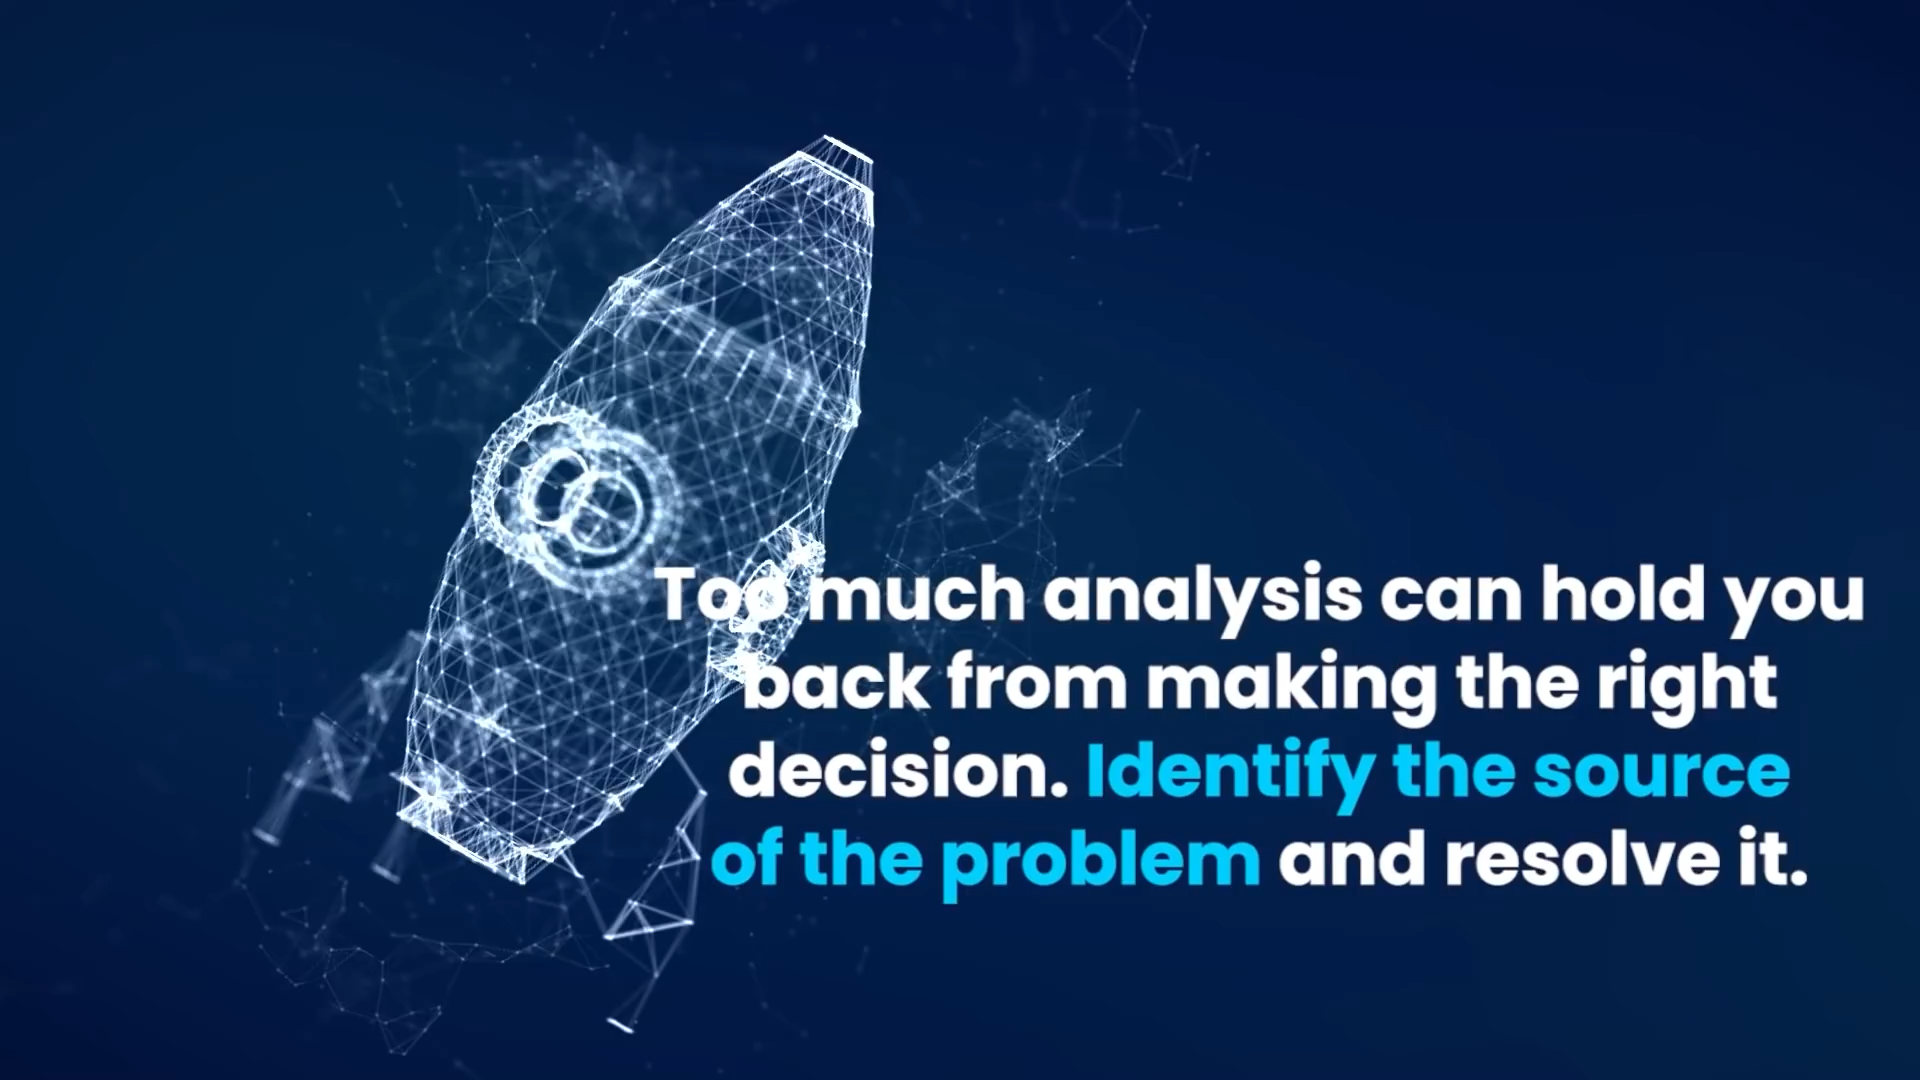 Too much analysis can hold you
back from making the right
decision. Identify the source
of the problem and resolve it.